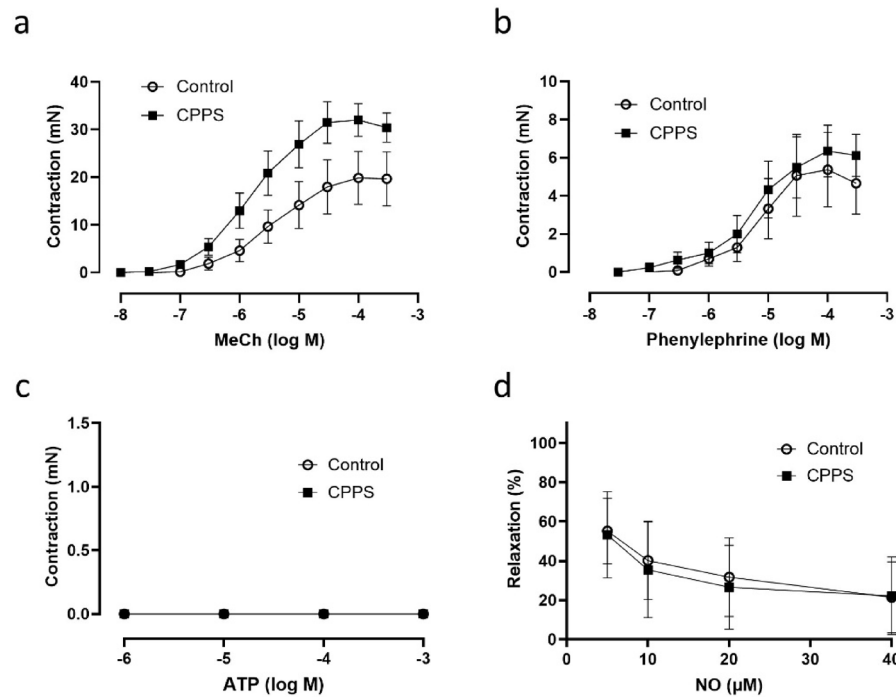 a
Contraction (mN)
40
30
20
10
0
Control
CPPS
-8 -7 -6 -5 -4 -3
MeCh (log M)
b
Contraction (mN)
10
8
6
4
2
0
Control
CPPS
-8 -7 -6 -5 -4 -3
Phenylephrine (log M)
c
Contraction (mN)
1.5
1.0
0.5
0.0
Control
CPPS
-6 -5 -4 -3
ATP (log M)
d
Relaxation (%)
100
80
60
40
20
0
Control
CPPS
0 10 20 30 40
NO (µM)